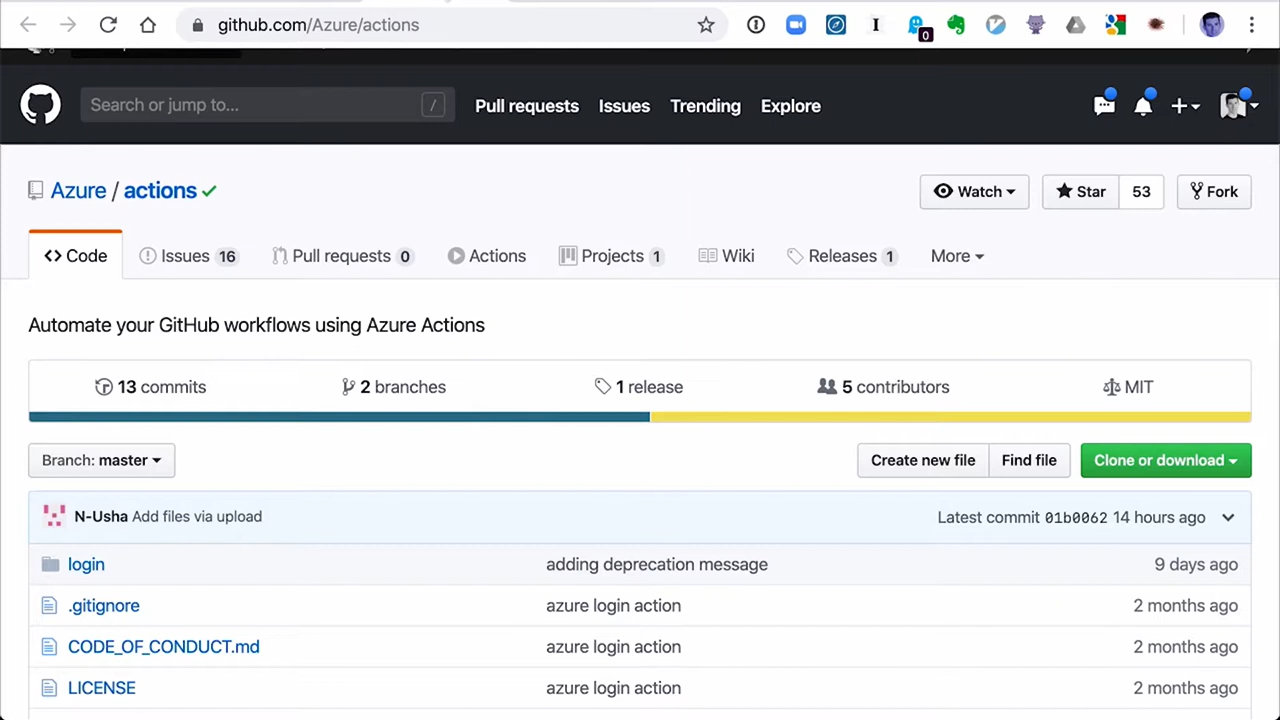 github.com/Azure/actions
0
Search or jump to... /
Pull requests Issues Trending Explore
Azure / actions
Watch Star 53 Fork
Code Issues 16 Pull requests 0 Actions Projects 1 Wiki Releases 1 More
Automate your GitHub workflows using Azure Actions
13 commits 2 branches 1 release 5 contributors MIT
Branch: master Create new file Find file Clone or download
N-Usha Add files via upload Latest commit 01b0062 14 hours ago
login adding deprecation message 9 days ago
.gitignore azure login action 2 months ago
CODE_OF_CONDUCT.md azure login action 2 months ago
LICENSE azure login action 2 months ago